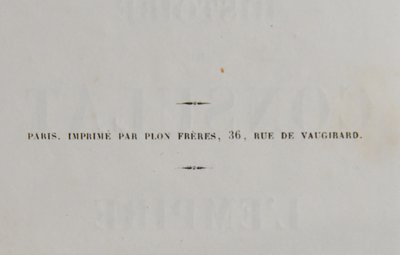 PARIS. IMPRIMÉ PAR PLON FRÈRES, 36, RUE DE VAUGIRARD.